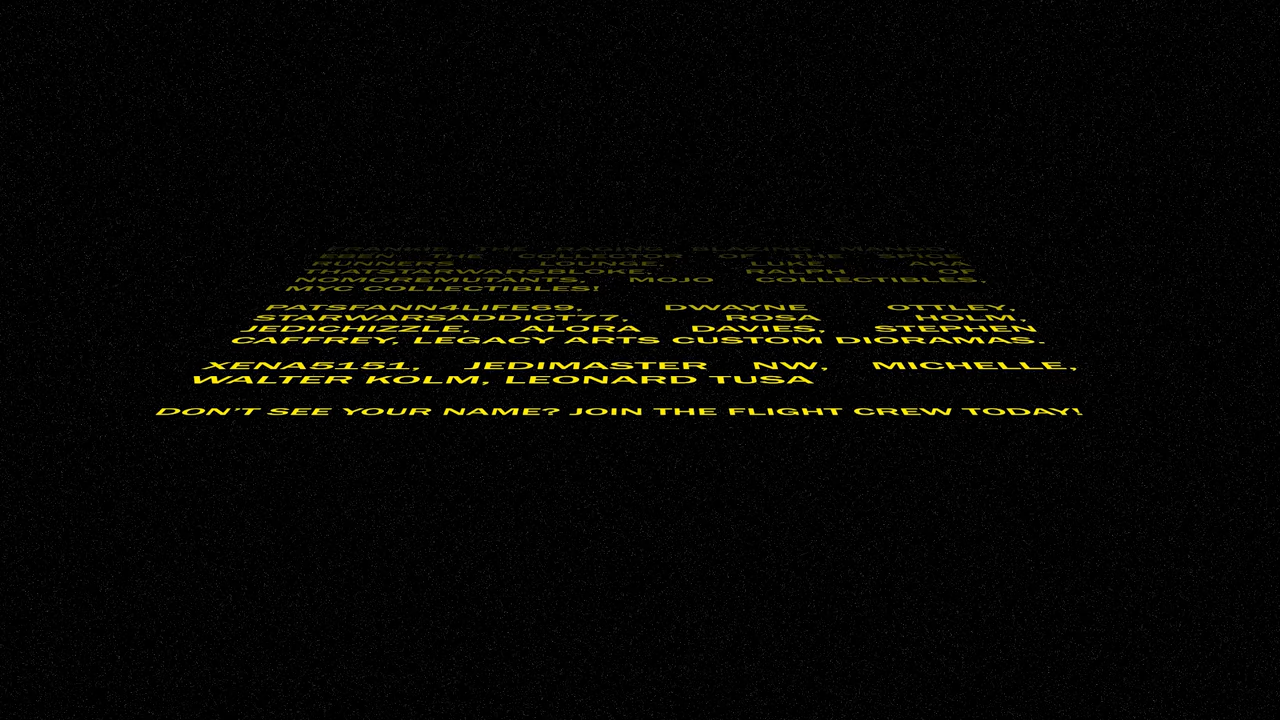 FRANKIE THE RAGING BLAZING MANDO,
EBEN THE COLLECTOR OF THE SPICE
RUNNERS LOUNGE, LUKE AKA
THATSTARWARSBLOKE, RALPH OF
NOMOREMUTANTS, MOJO COLLECTIBLES,
MYC COLLECTIBLES!
PATSFANN4LIFE69, DWAYNE OTTLEY,
STARWARSADDICT77, ROSA HOLM,
JEDICHIZZLE, ALORA DAVIES, STEPHEN
CAFFREY, LEGACY ARTS CUSTOM DIORAMAS.
XENA5151, JEDIMASTER NW, MICHELLE,
WALTER KOLM, LEONARD TUSA
DON'T SEE YOUR NAME? JOIN THE FLIGHT CREW TODAY!